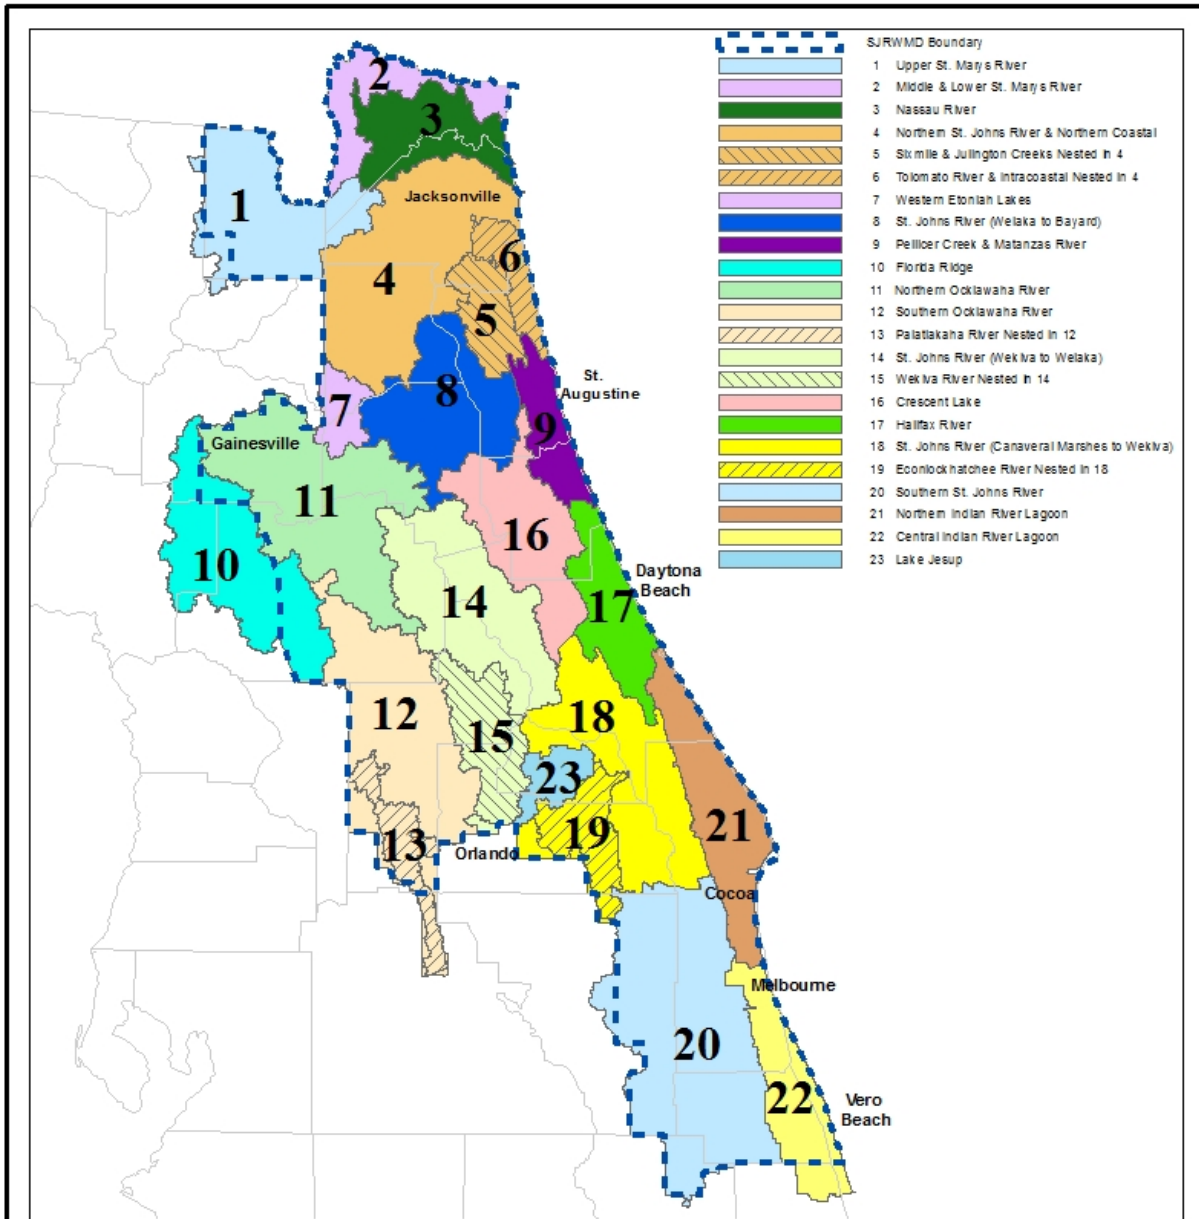 SJRWMD Boundary
1 Upper St. Marys River
2 Middle & Lower St. Marys River
3 Nassau River
4 Northern St. Johns River & Northern Coastal
5 Sixmile & Julington Creeks Nested In 4
6 Tolomato River & Intracoastal Nested In 4
7 Western Etoniah Lakes
8 St. Johns River (Welaka to Bayard)
9 Pellicer Creek & Matanzas River
10 Florida Ridge
11 Northern Ocklawaha River
12 Southern Ocklawaha River
13 Palatlakaha River Nested In 12
14 St. Johns River (Wekiva to Welaka)
15 Wekiva River Nested In 14
16 Crescent Lake
17 Halifax River
18 St. Johns River (Canaveral Marshes to Wekiva)
19 Econlockhatchee River Nested In 18
20 Southern St. Johns River
21 Northern Indian River Lagoon
22 Central Indian River Lagoon
23 Lake Jesup
2
3
1
Jacksonville
6
4
5
St.
Augustine
8
7
9
Gainesville
11
16
10
Daytona
Beach
14
17
12
18
15
23
21
19
13
Orlando
Cocoa
Melbourne
20
22
Vero
Beach